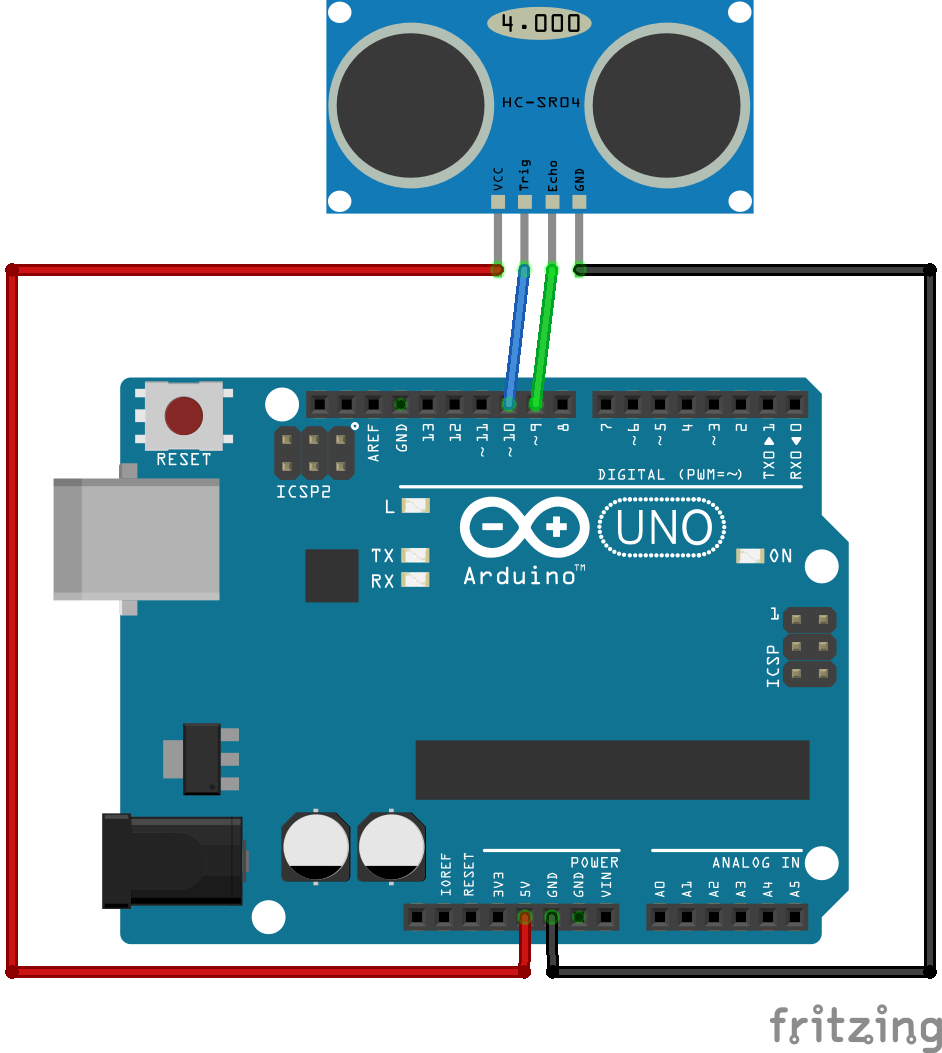 4.000
HC-SR04
VCC
Trig
Echo
GND
RESET
ICSP2
AREF
GND
13
12
~11
~10
~9
8
7
~6
~5
4
~3
2
TX0▶1
RX0◀0
DIGITAL (PWM=~)
L
TX
RX
UNO
Arduino™
ON
1
ICSP
IOREF
RESET
3V3
5V
GND
GND
VIN
POWER
ANALOG IN
A0
A1
A2
A3
A4
A5
fritzing